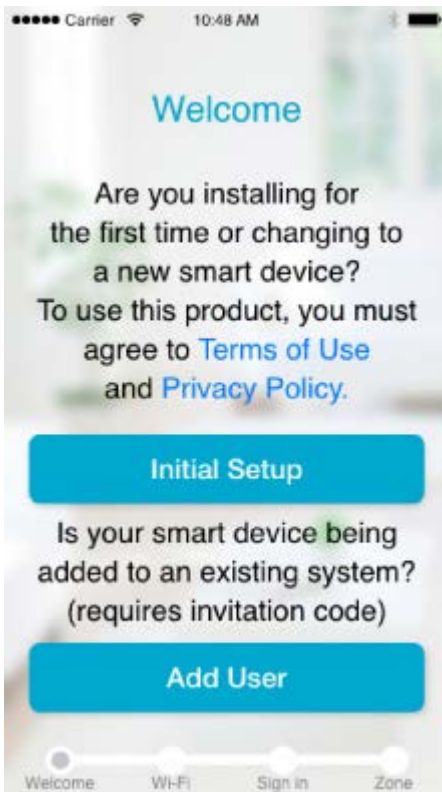 Carrier 10:48 AM
Welcome
Are you installing for
the first time or changing to
a new smart device?
To use this product, you must
agree to Terms of Use
and Privacy Policy.
Initial Setup
Is your smart device being
added to an existing system?
(requires invitation code)
Add User
Welcome Wi-Fi Sign in Zone